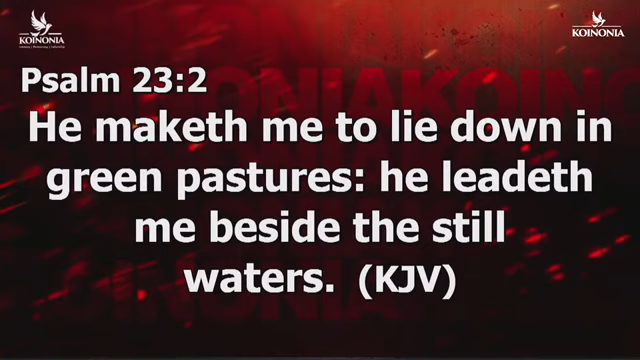 KOINONIA
KOINONIA
Psalm 23:2
He maketh me to lie down in
green pastures: he leadeth
me beside the still
waters. (KJV)